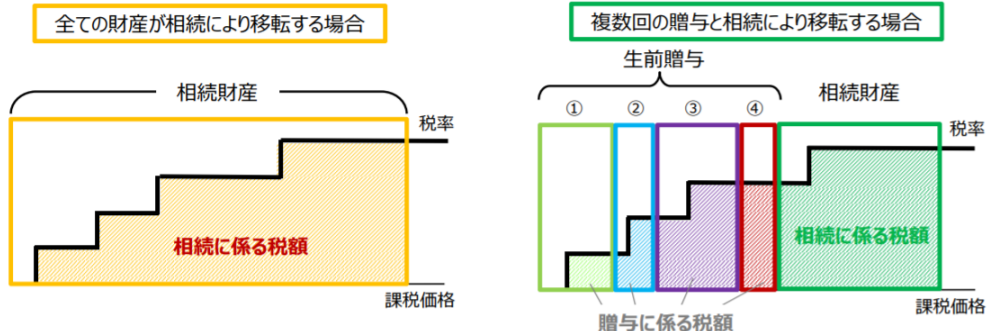 全ての財産が相続により移転する場合
相続財産
税率
相続に係る税額
課税価格
複数回の贈与と相続により移転する場合
生前贈与
① ② ③ ④ 相続財産
税率
相続に係る税額
課税価格
贈与に係る税額